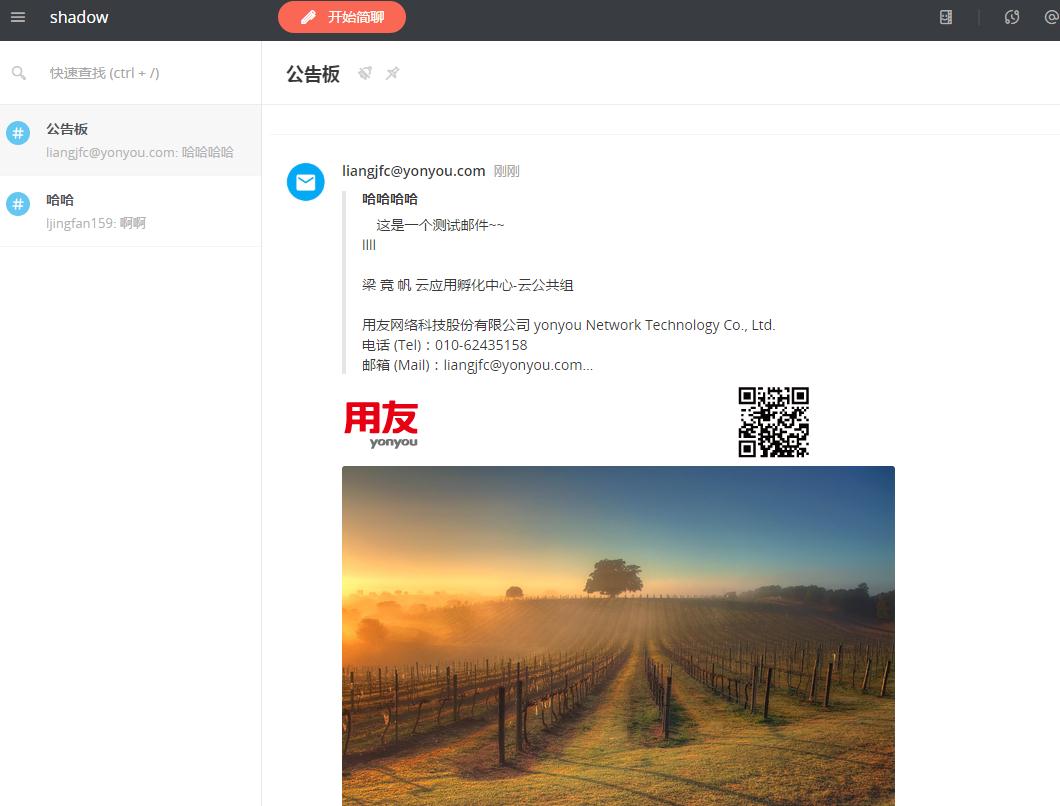 shadow
开始简聊
快速查找 (ctrl + /)
公告板
liangjfc@yonyou.com: 哈哈哈哈
哈哈
ljingfan159: 啊啊
公告板
liangjfc@yonyou.com 刚刚
哈哈哈哈
这是一个测试邮件~~
llll
梁 竞 帆 云应用孵化中心-云公共组
用友网络科技股份有限公司 yonyou Network Technology Co., Ltd.
电话 (Tel)：010-62435158
邮箱 (Mail)：liangjfc@yonyou.com...
用友
yonyou